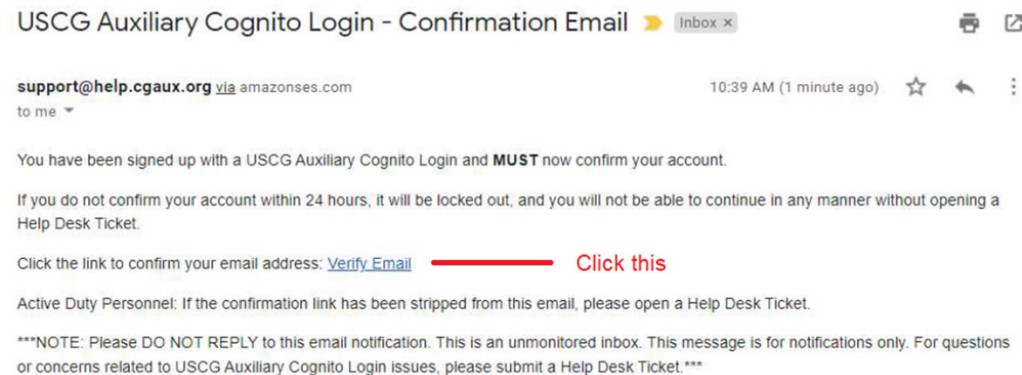 USCG Auxiliary Cognito Login - Confirmation Email Inbox ×
support@help.cgaux.org via amazonses.com 10:39 AM (1 minute ago)
to me
You have been signed up with a USCG Auxiliary Cognito Login and MUST now confirm your account.
If you do not confirm your account within 24 hours, it will be locked out, and you will not be able to continue in any manner without opening a
Help Desk Ticket.
Click the link to confirm your email address: Verify Email Click this
Active Duty Personnel: If the confirmation link has been stripped from this email, please open a Help Desk Ticket.
***NOTE: Please DO NOT REPLY to this email notification. This is an unmonitored inbox. This message is for notifications only. For questions
or concerns related to USCG Auxiliary Cognito Login issues, please submit a Help Desk Ticket.***